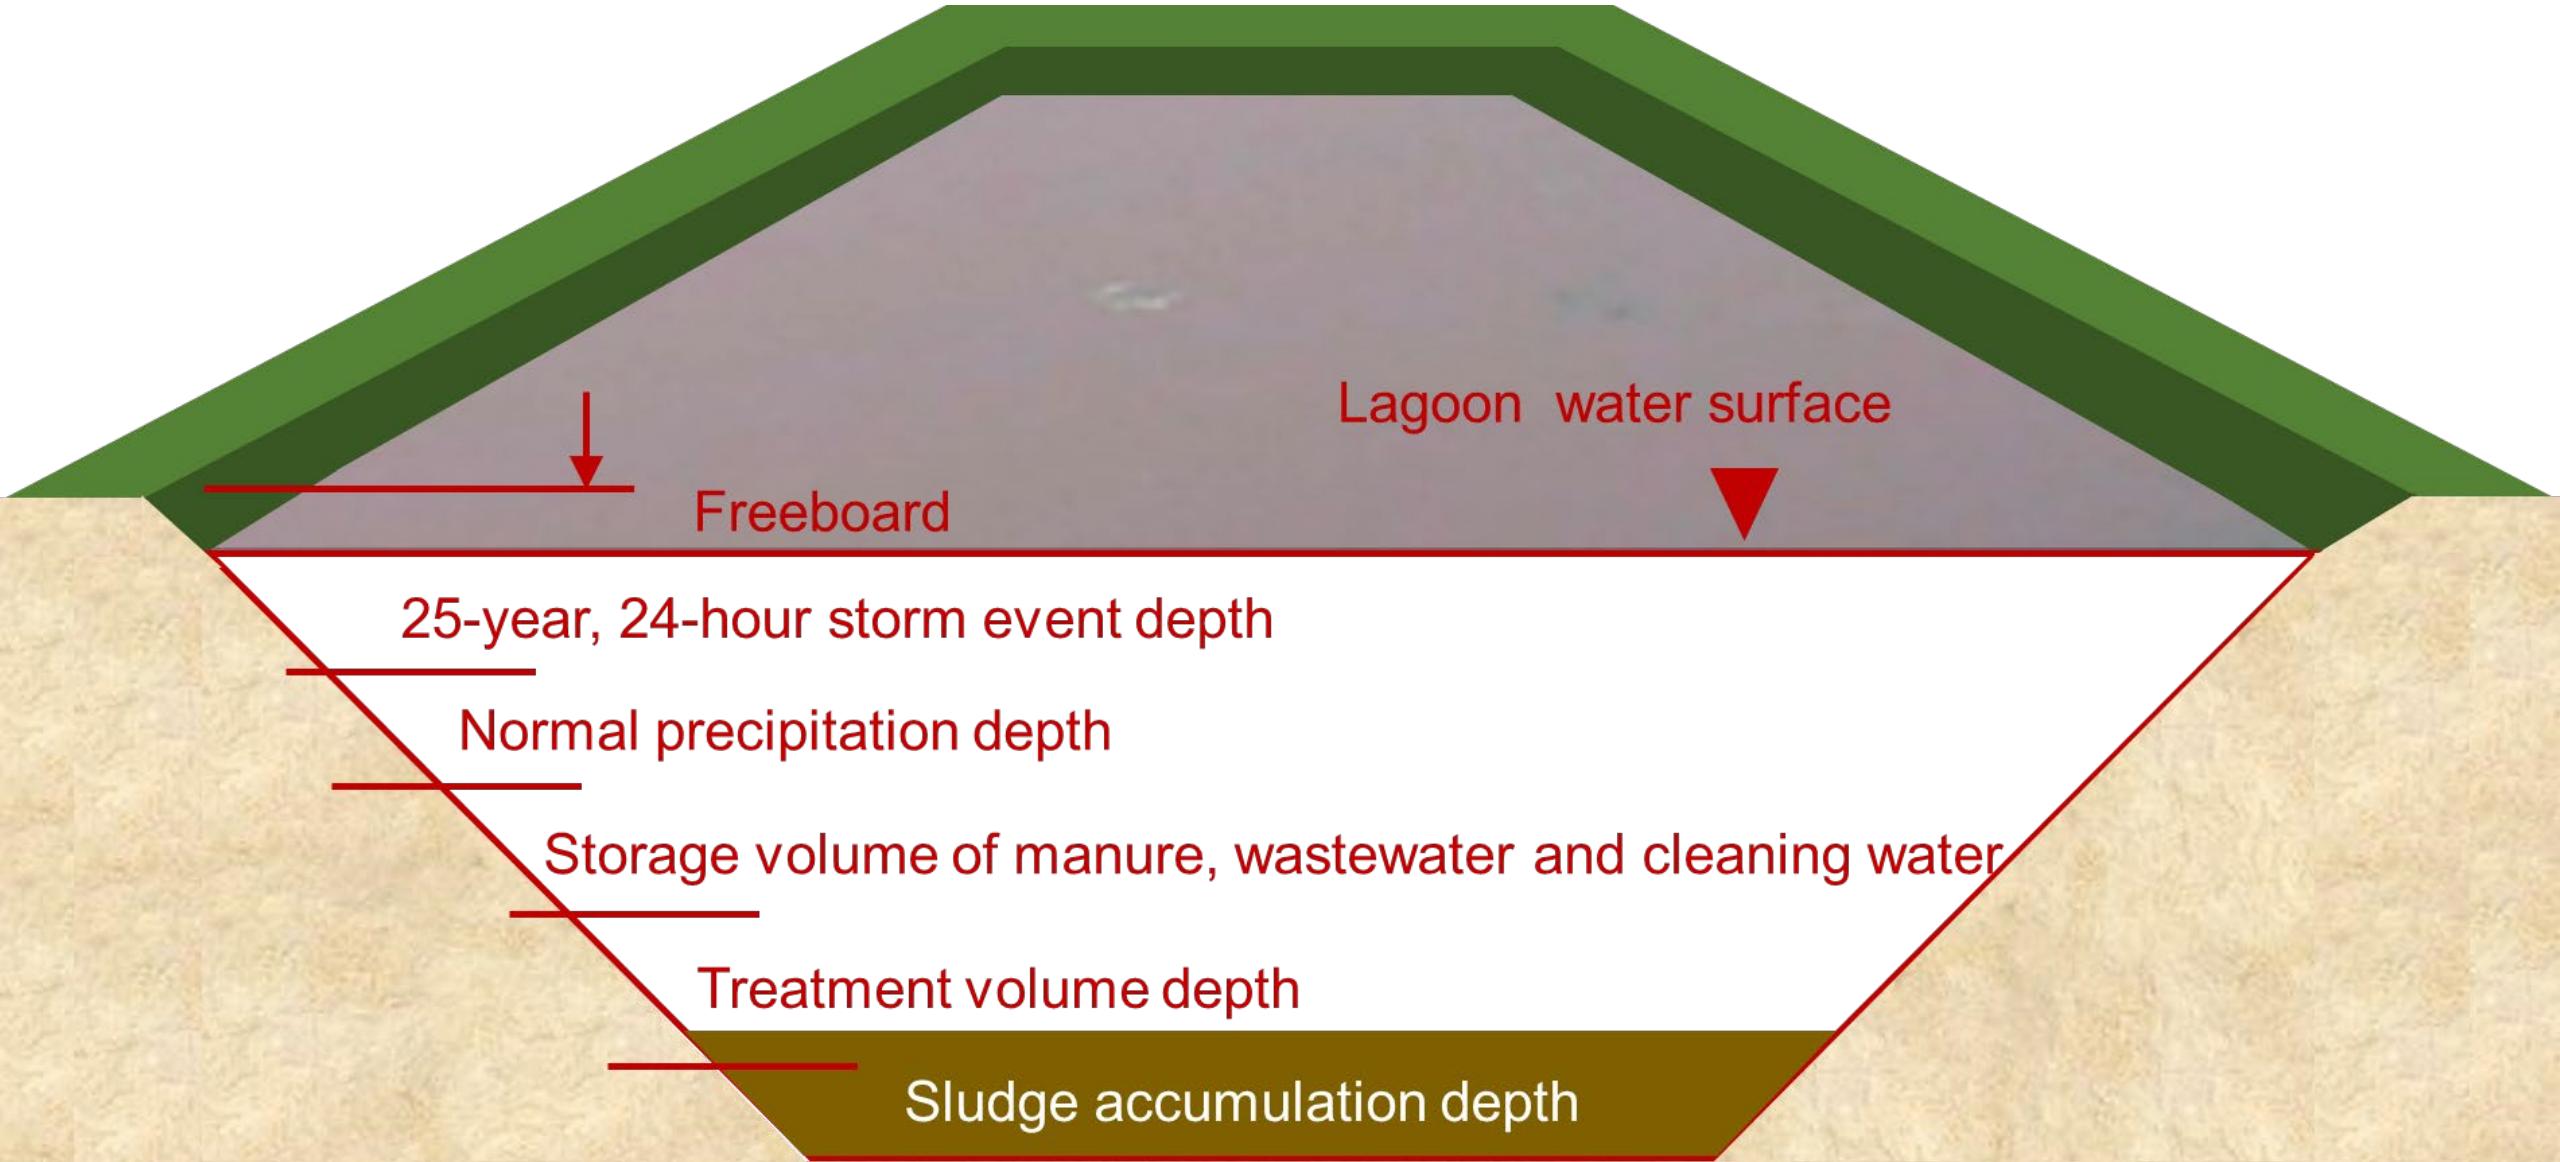 Lagoon water surface
Freeboard
25-year, 24-hour storm event depth
Normal precipitation depth
Storage volume of manure, wastewater and cleaning water
Treatment volume depth
Sludge accumulation depth